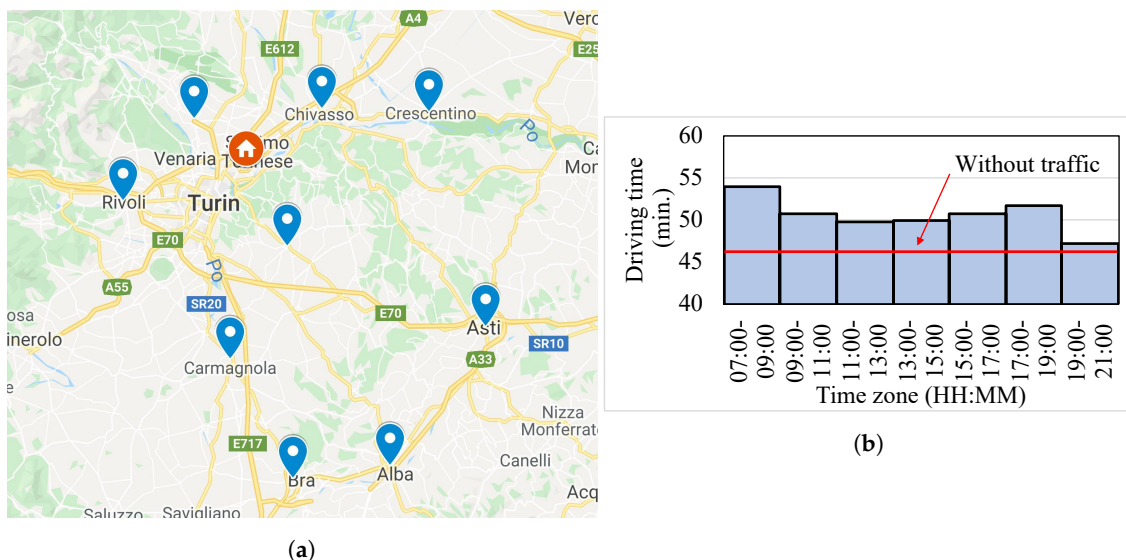 A4
Verc
E612
E25
Chivasso
Crescentino
Po
Ca
Mon
Venaria
Rivoli
Turin
E70
Po
A55
SR20
E70
osa
inerolo
Asti
SR10
Carmagnola
A33
Nizza
Monferrato
E717
Canelli
Bra
Alba
Acq
Saluzzo
Savigliano
(a)
60
55
50
45
40
Driving time
(min.)
Without traffic
07:00-
09:00
09:00-
11:00
11:00-
13:00
13:00-
15:00
15:00-
17:00
17:00-
19:00
19:00-
21:00
Time zone (HH:MM)
(b)